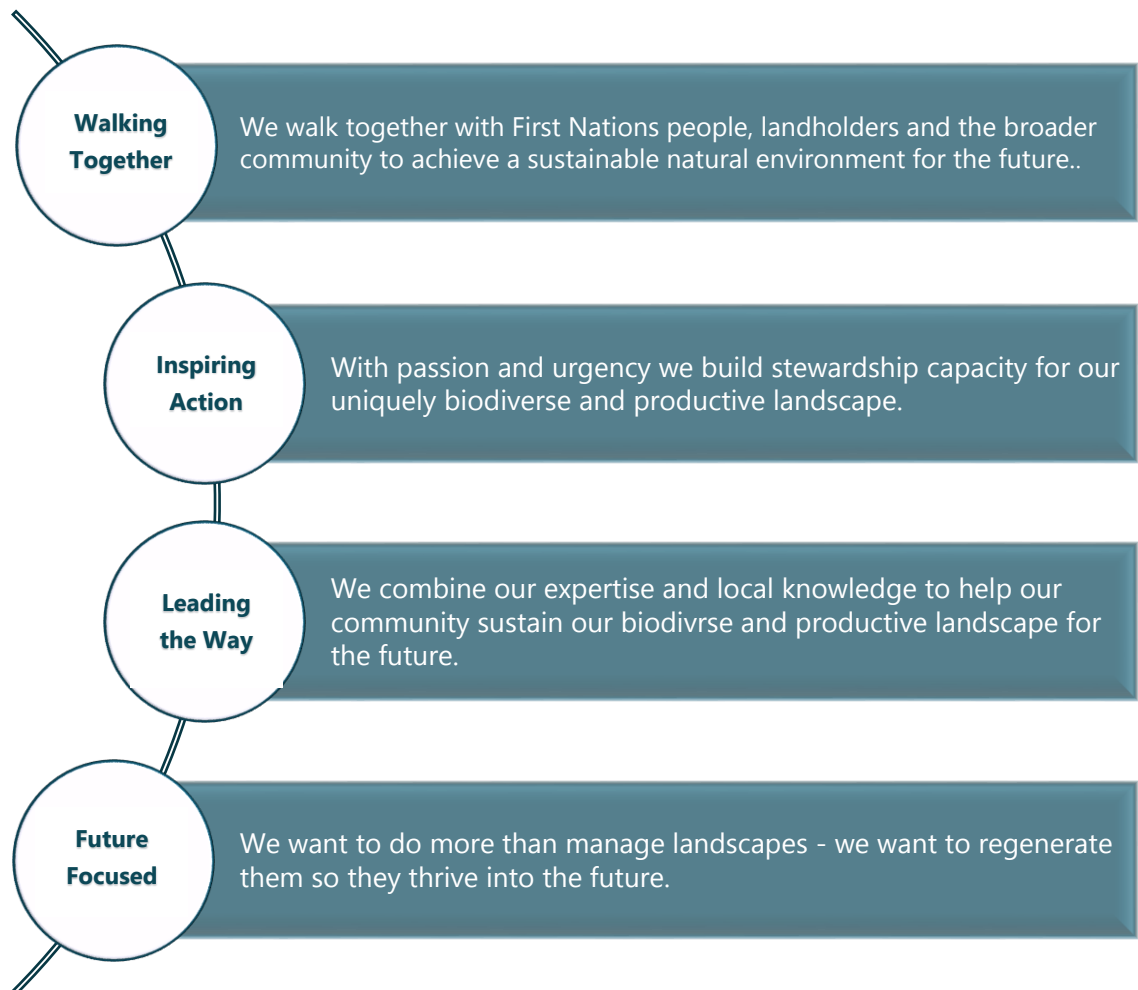 Walking
Together
We walk together with First Nations people, landholders and the broader
community to achieve a sustainable natural environment for the future..
Inspiring
Action
With passion and urgency we build stewardship capacity for our
uniquely biodiverse and productive landscape.
Leading
the Way
We combine our expertise and local knowledge to help our
community sustain our biodivrse and productive landscape for
the future.
Future
Focused
We want to do more than manage landscapes - we want to regenerate
them so they thrive into the future.